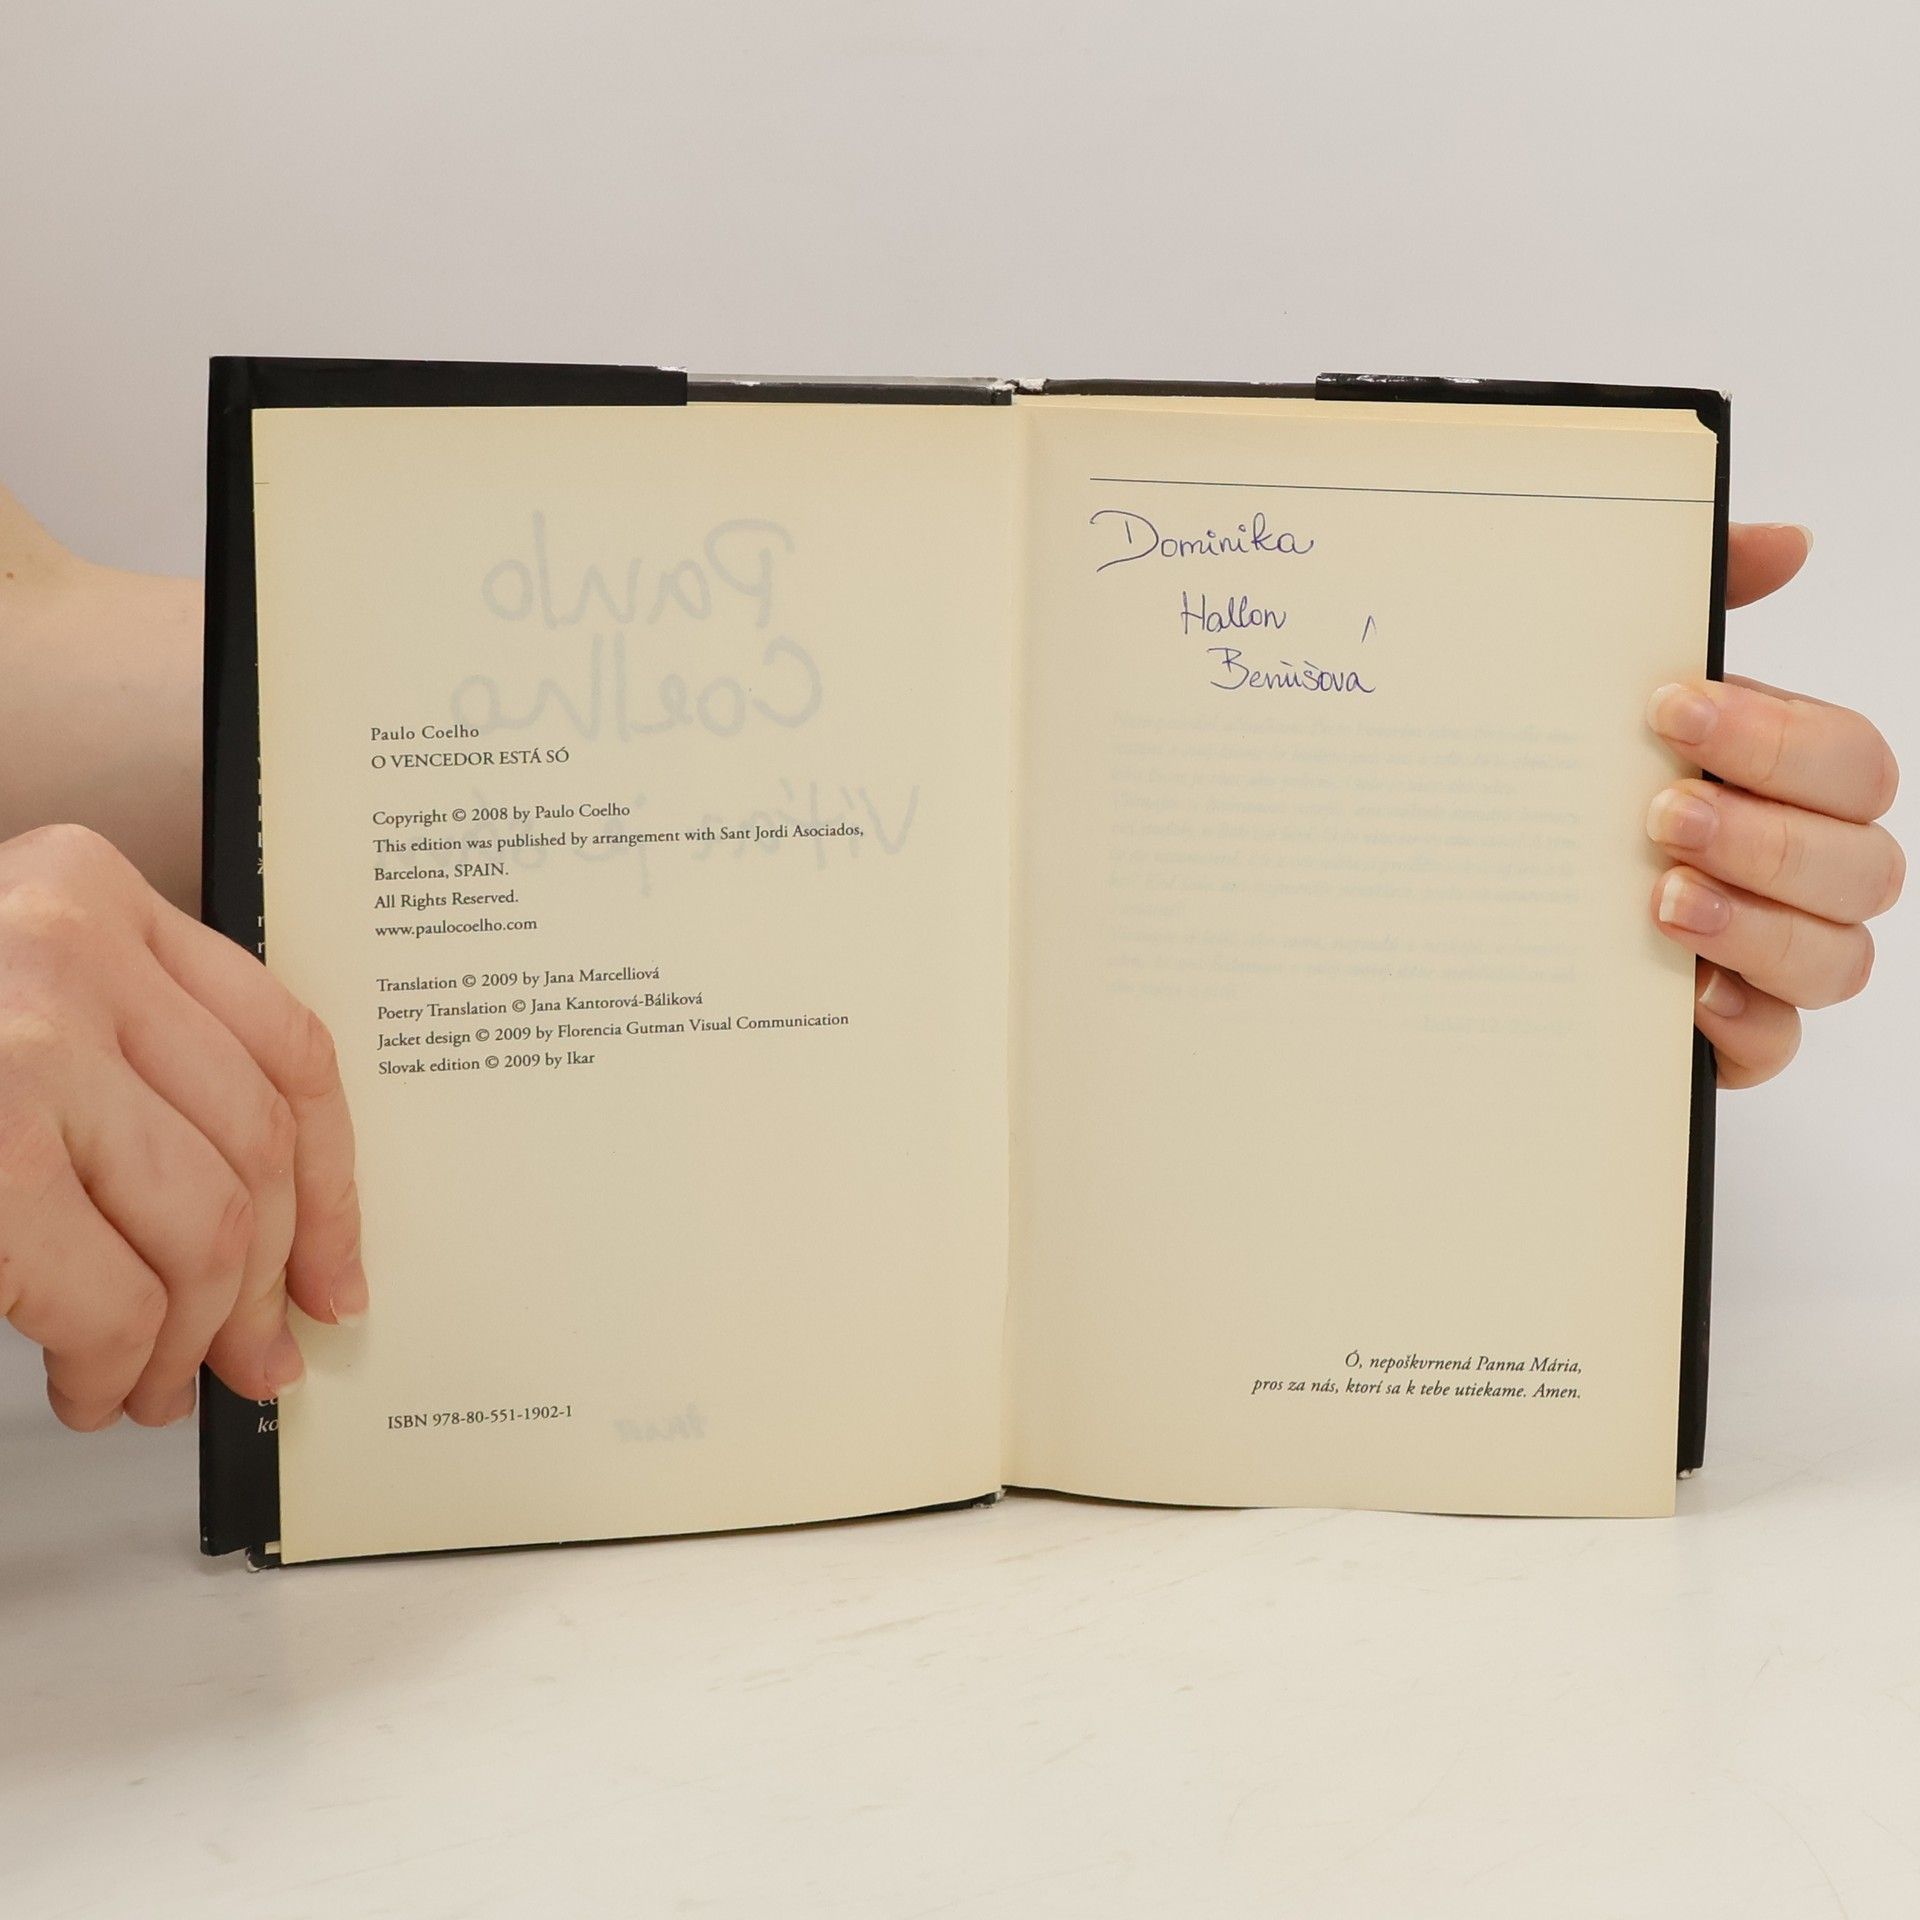 Paulo Coelho
O VENCEDOR ESTÁ SÓ
Copyright © 2008 by Paulo Coelho
This edition was published by arrangement with Sant Jordi Asociados,
Barcelona, SPAIN.
All Rights Reserved.
www.paulocoelho.com
Translation © 2009 by Jana Marcelliová
Poetry Translation © Jana Kantorová-Báliková
Jacket design © 2009 by Florencia Gutman Visual Communication
Slovak edition © 2009 by Ikar
ISBN 978-80-551-1902-1
Dominika
Hallon
Benušova
Ó, nepoškvrnená Panna Mária,
pros za nás, ktorí sa k tebe utiekame. Amen.